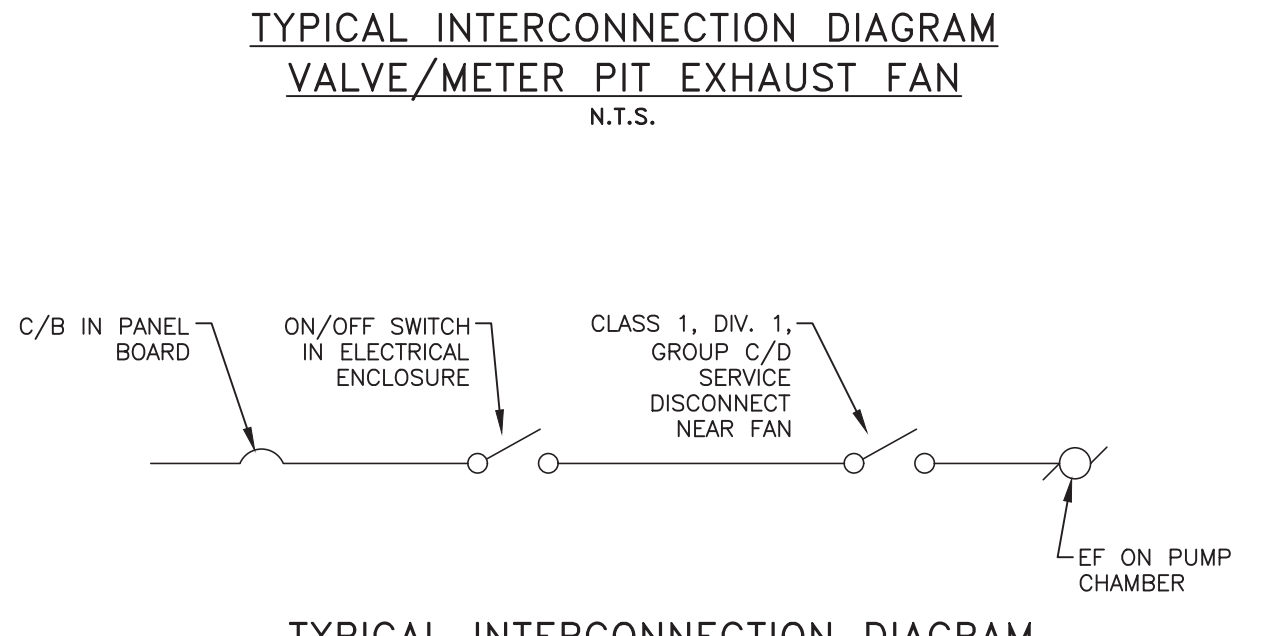 TYPICAL INTERCONNECTION DIAGRAM
VALVE/METER PIT EXHAUST FAN
N.T.S.
C/B IN PANEL
BOARD
ON/OFF SWITCH
IN ELECTRICAL
ENCLOSURE
CLASS 1, DIV. 1,
GROUP C/D
SERVICE
DISCONNECT
NEAR FAN
EF ON PUMP
CHAMBER
TYPICAL INTERCONNECTION DIAGRAM